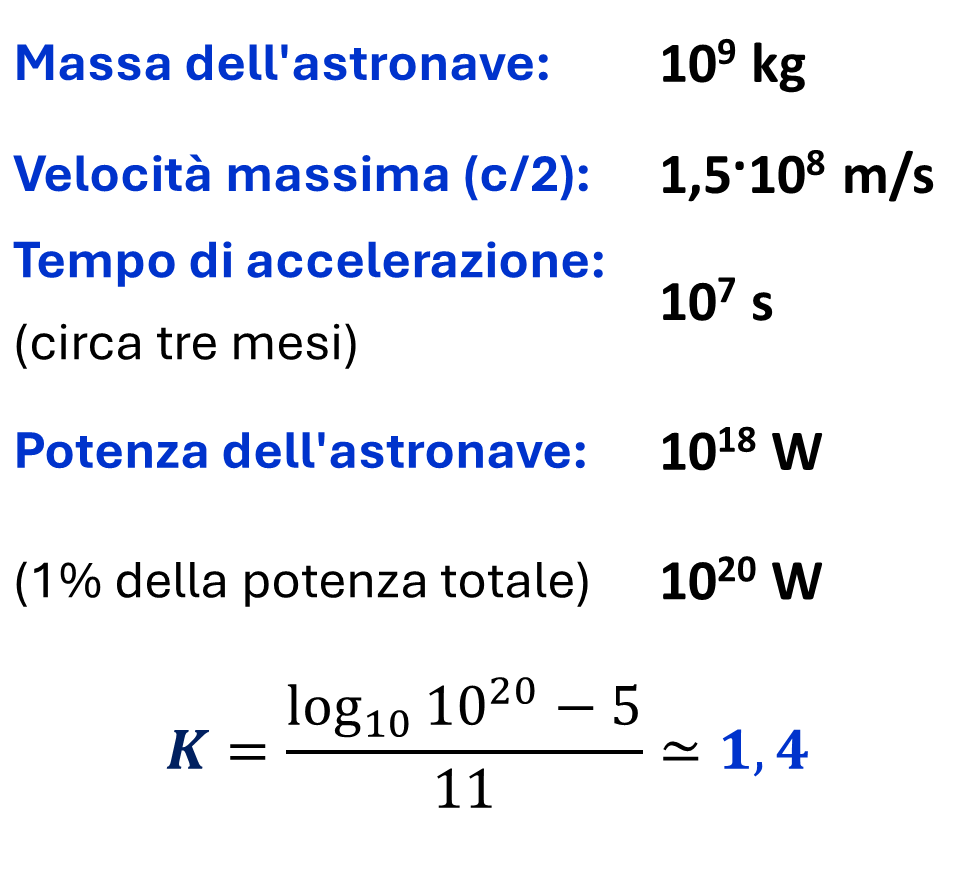 Massa dell'astronave: 10⁹ kg
Velocità massima (c/2): 1,5·10⁸ m/s
Tempo di accelerazione:
(circa tre mesi) 10⁷ s
Potenza dell'astronave: 10¹⁸ W
(1% della potenza totale) 10²⁰ W
K = (log₁₀ 10²⁰ − 5) / 11 ≃ 1,4